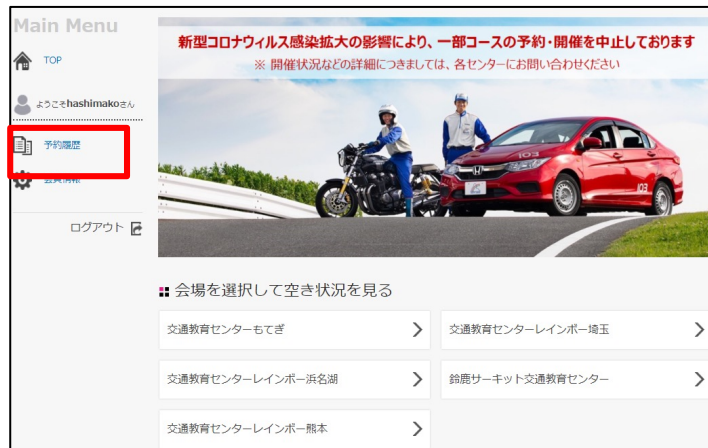 Main Menu
TOP
ようこそhashimakoさん
予約履歴
会員情報
ログアウト
新型コロナウィルス感染拡大の影響により、一部コースの予約・開催を中止しております
※ 開催状況などの詳細につきましては、各センターにお問い合わせください
103
103
会場を選択して空き状況を見る
交通教育センターもてぎ
交通教育センターレインボー埼玉
交通教育センターレインボー浜名湖
鈴鹿サーキット交通教育センター
交通教育センターレインボー熊本